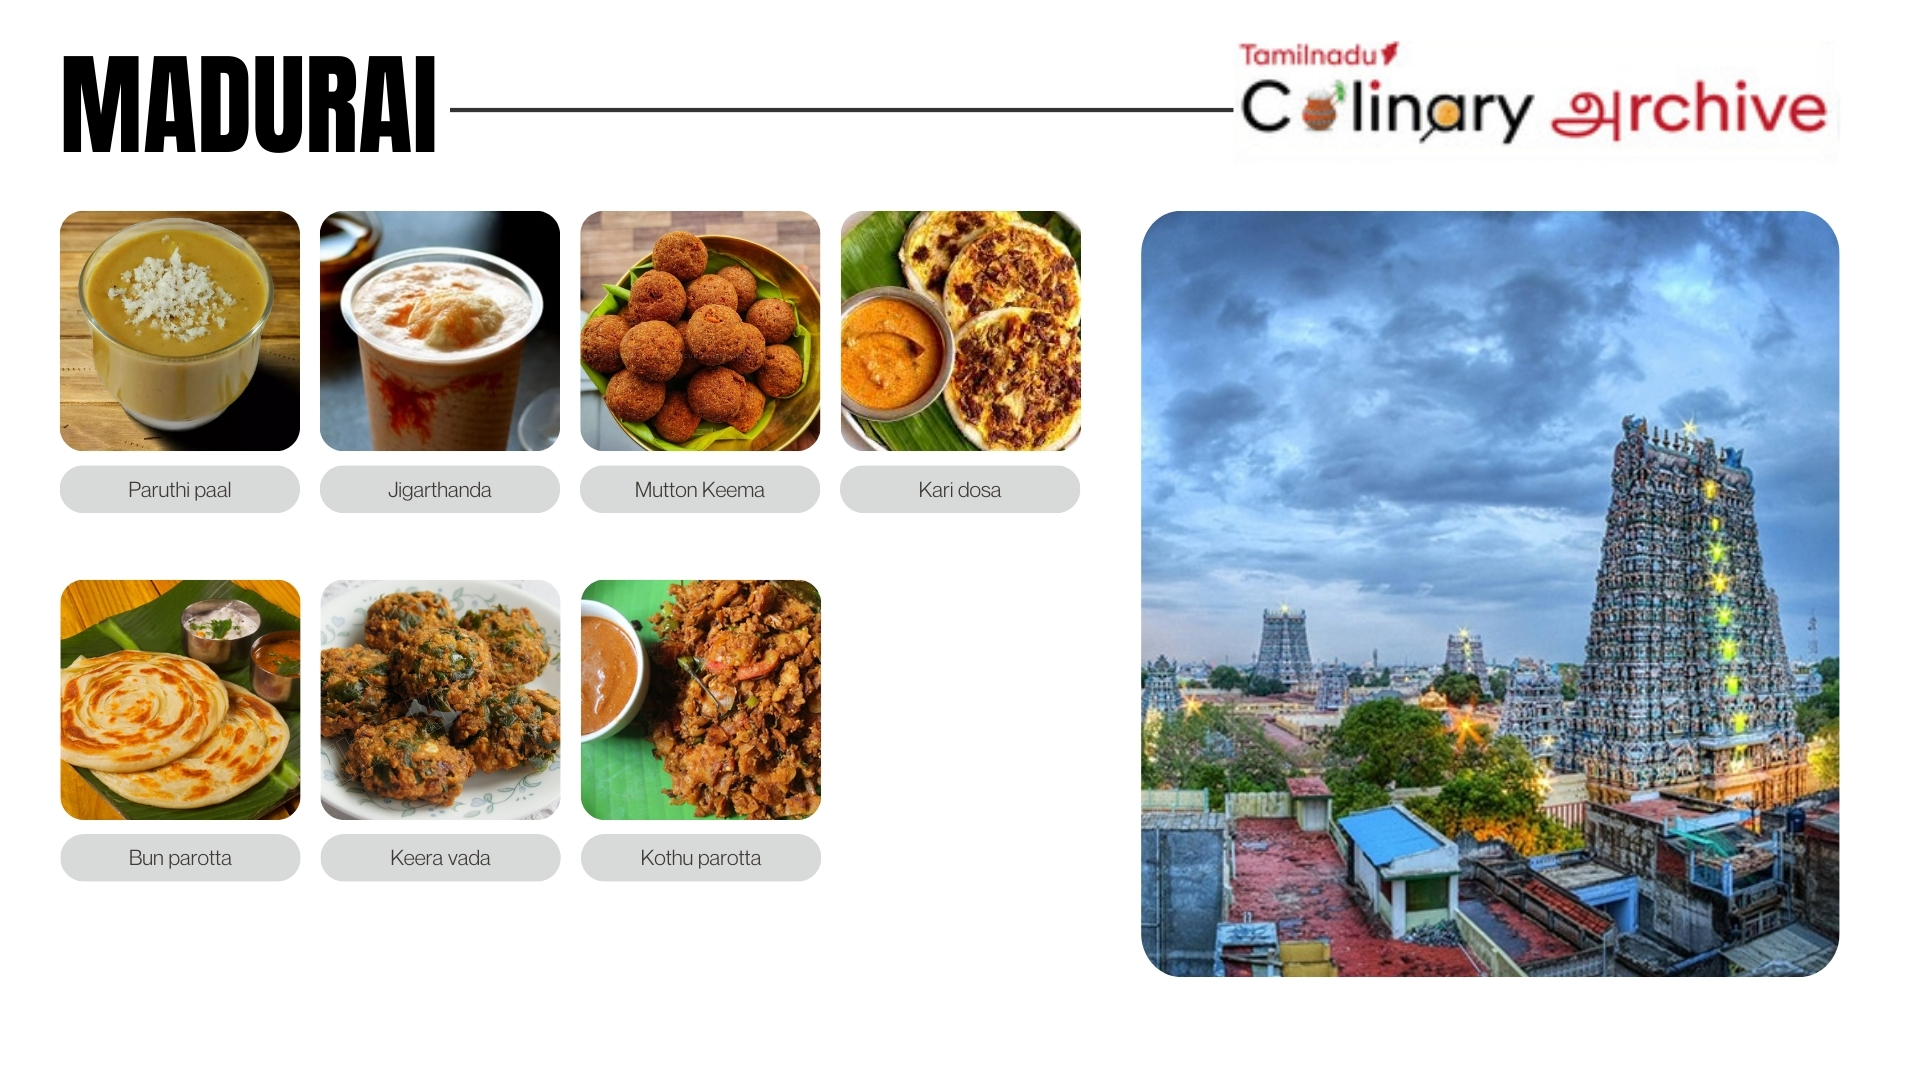 MADURAI
Tamilnadu
Culinary அrchive
Paruthi paal
Jigarthanda
Mutton Keema
Kari dosa
Bun parotta
Keera vada
Kothu parotta